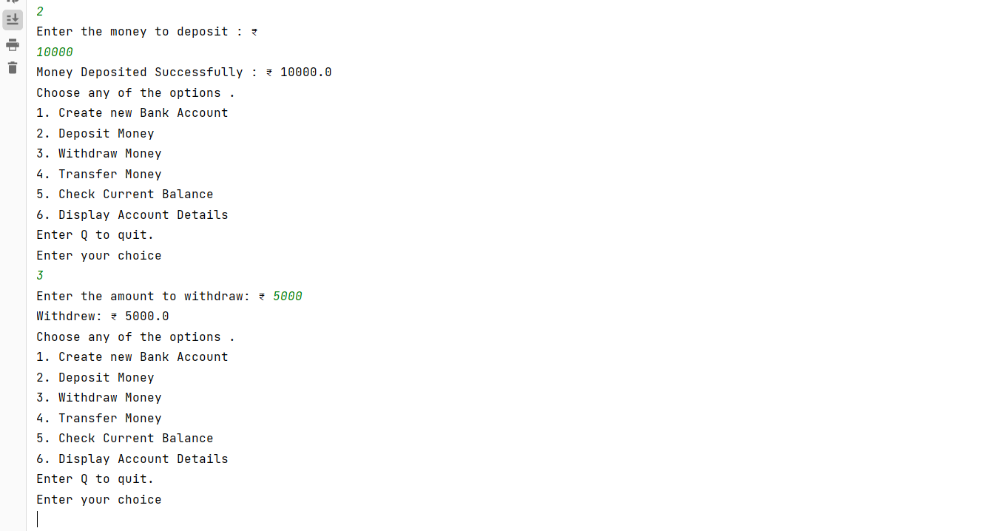 2
Enter the money to deposit : ₹
10000
Money Deposited Successfully : ₹ 10000.0
Choose any of the options .
1. Create new Bank Account
2. Deposit Money
3. Withdraw Money
4. Transfer Money
5. Check Current Balance
6. Display Account Details
Enter Q to quit.
Enter your choice
3
Enter the amount to withdraw: ₹ 5000
Withdrew: ₹ 5000.0
Choose any of the options .
1. Create new Bank Account
2. Deposit Money
3. Withdraw Money
4. Transfer Money
5. Check Current Balance
6. Display Account Details
Enter Q to quit.
Enter your choice